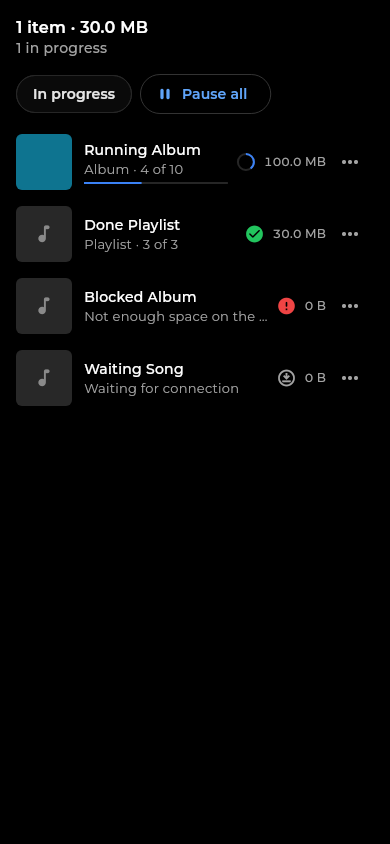 1 item · 30.0 MB
1 in progress
In progress
Pause all
Running Album
Album · 4 of 10
100.0 MB
Done Playlist
Playlist · 3 of 3
30.0 MB
Blocked Album
Not enough space on the ...
0 B
Waiting Song
Waiting for connection
0 B